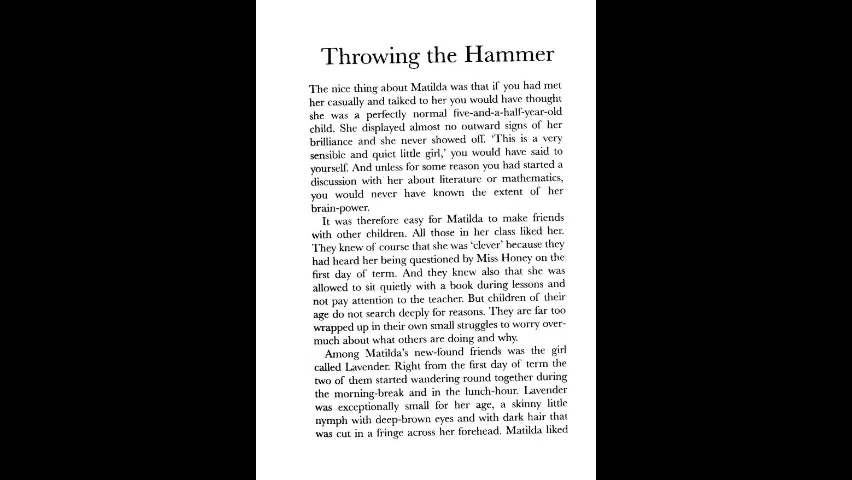 Throwing the Hammer
The nice thing about Matilda was that if you had met
her casually and talked to her you would have thought
she was a perfectly normal five-and-a-half-year-old
child. She displayed almost no outward signs of her
brilliance and she never showed off. ‘This is a very
sensible and quiet little girl,’ you would have said to
yourself. And unless for some reason you had started a
discussion with her about literature or mathematics,
you would never have known the extent of her
brain-power.
It was therefore easy for Matilda to make friends
with other children. All those in her class liked her.
They knew of course that she was ‘clever’ because they
had heard her being questioned by Miss Honey on the
first day of term. And they knew also that she was
allowed to sit quietly with a book during lessons and
not pay attention to the teacher. But children of their
age do not search deeply for reasons. They are far too
wrapped up in their own small struggles to worry over-
much about what others are doing and why.
Among Matilda's new-found friends was the girl
called Lavender. Right from the first day of term the
two of them started wandering round together during
the morning-break and in the lunch-hour. Lavender
was exceptionally small for her age, a skinny little
nymph with deep-brown eyes and with dark hair that
was cut in a fringe across her forehead. Matilda liked